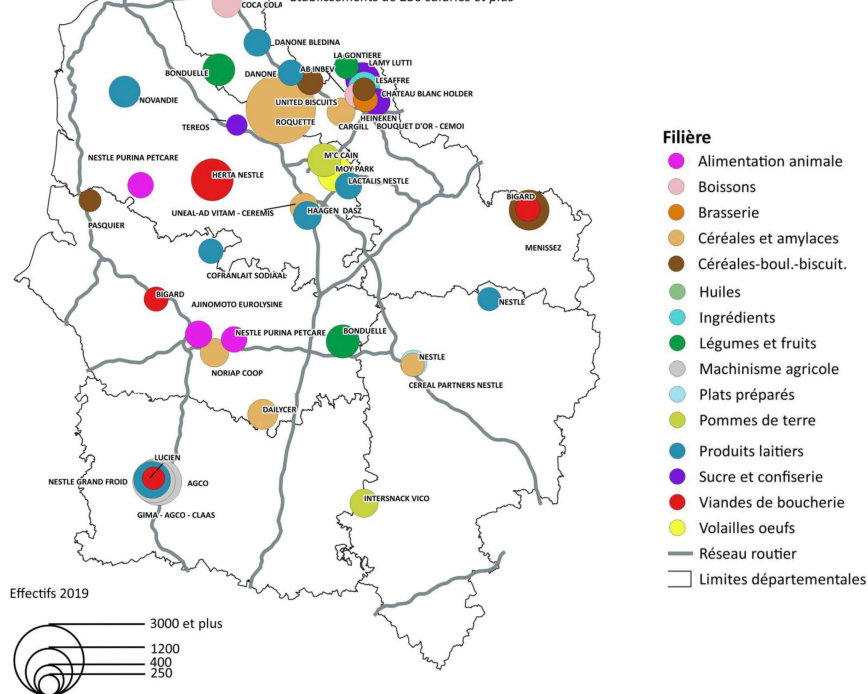 Etablissements de 250 salariés et plus
COCA COLA
DANONE BLEDINA
LA GONTIERE
LAMY LUTTI
BONDUELLE
DANONE
AB INBEV
LESAFFRE
CHATEAU BLANC HOLDER
NOVANDIE
UNITED BISCUITS
HEINEKEN
TEREOS
ROQUETTE
CARGILL
BOUQUET D'OR - CEMOI
NESTLE PURINA PETCARE
M'C CAIN
MOY PARK
HERTA NESTLE
LACTALIS NESTLE
BIGARD
UNEAL-AD VITAM - CEREMIS
HAAGEN DASZ
PASQUIER
MENISSEZ
COFRANLAIT SODIAAL
BIGARD
AJINOMOTO EUROLYSINE
NESTLE
NESTLE PURINA PETCARE
BONDUELLE
NORIAP COOP
NESTLE
CEREAL PARTNERS NESTLE
DAILYCER
LUCIEN
NESTLE GRAND FROID
AGCO
INTERSNACK VICO
GIMA - AGCO - CLAAS
Filière
Alimentation animale
Boissons
Brasserie
Céréales et amylaces
Céréales-boul.-biscuit.
Huiles
Ingrédients
Légumes et fruits
Machinisme agricole
Plats préparés
Pommes de terre
Produits laitiers
Sucre et confiserie
Viandes de boucherie
Volailles oeufs
Réseau routier
Limites départementales
Effectifs 2019
3000 et plus
1200
400
250